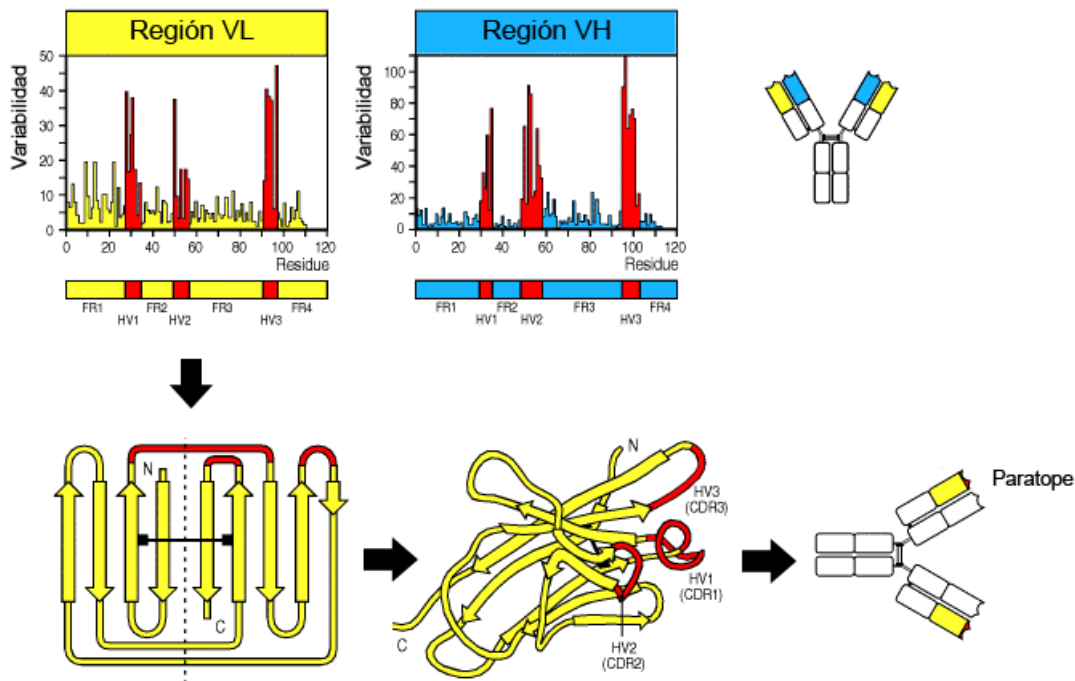 Región VL
Variabilidad
50
40
30
20
10
0
0 20 40 60 80 100 120
Residue
FR1 HV1 FR2 HV2 FR3 HV3 FR4
Región VH
Variabilidad
100
80
60
40
20
0
0 20 40 60 80 100 120
Residue
FR1 HV1 FR2 HV2 FR3 HV3 FR4
N
C
N
HV3
(CDR3)
HV1
(CDR1)
HV2
(CDR2)
C
Paratope